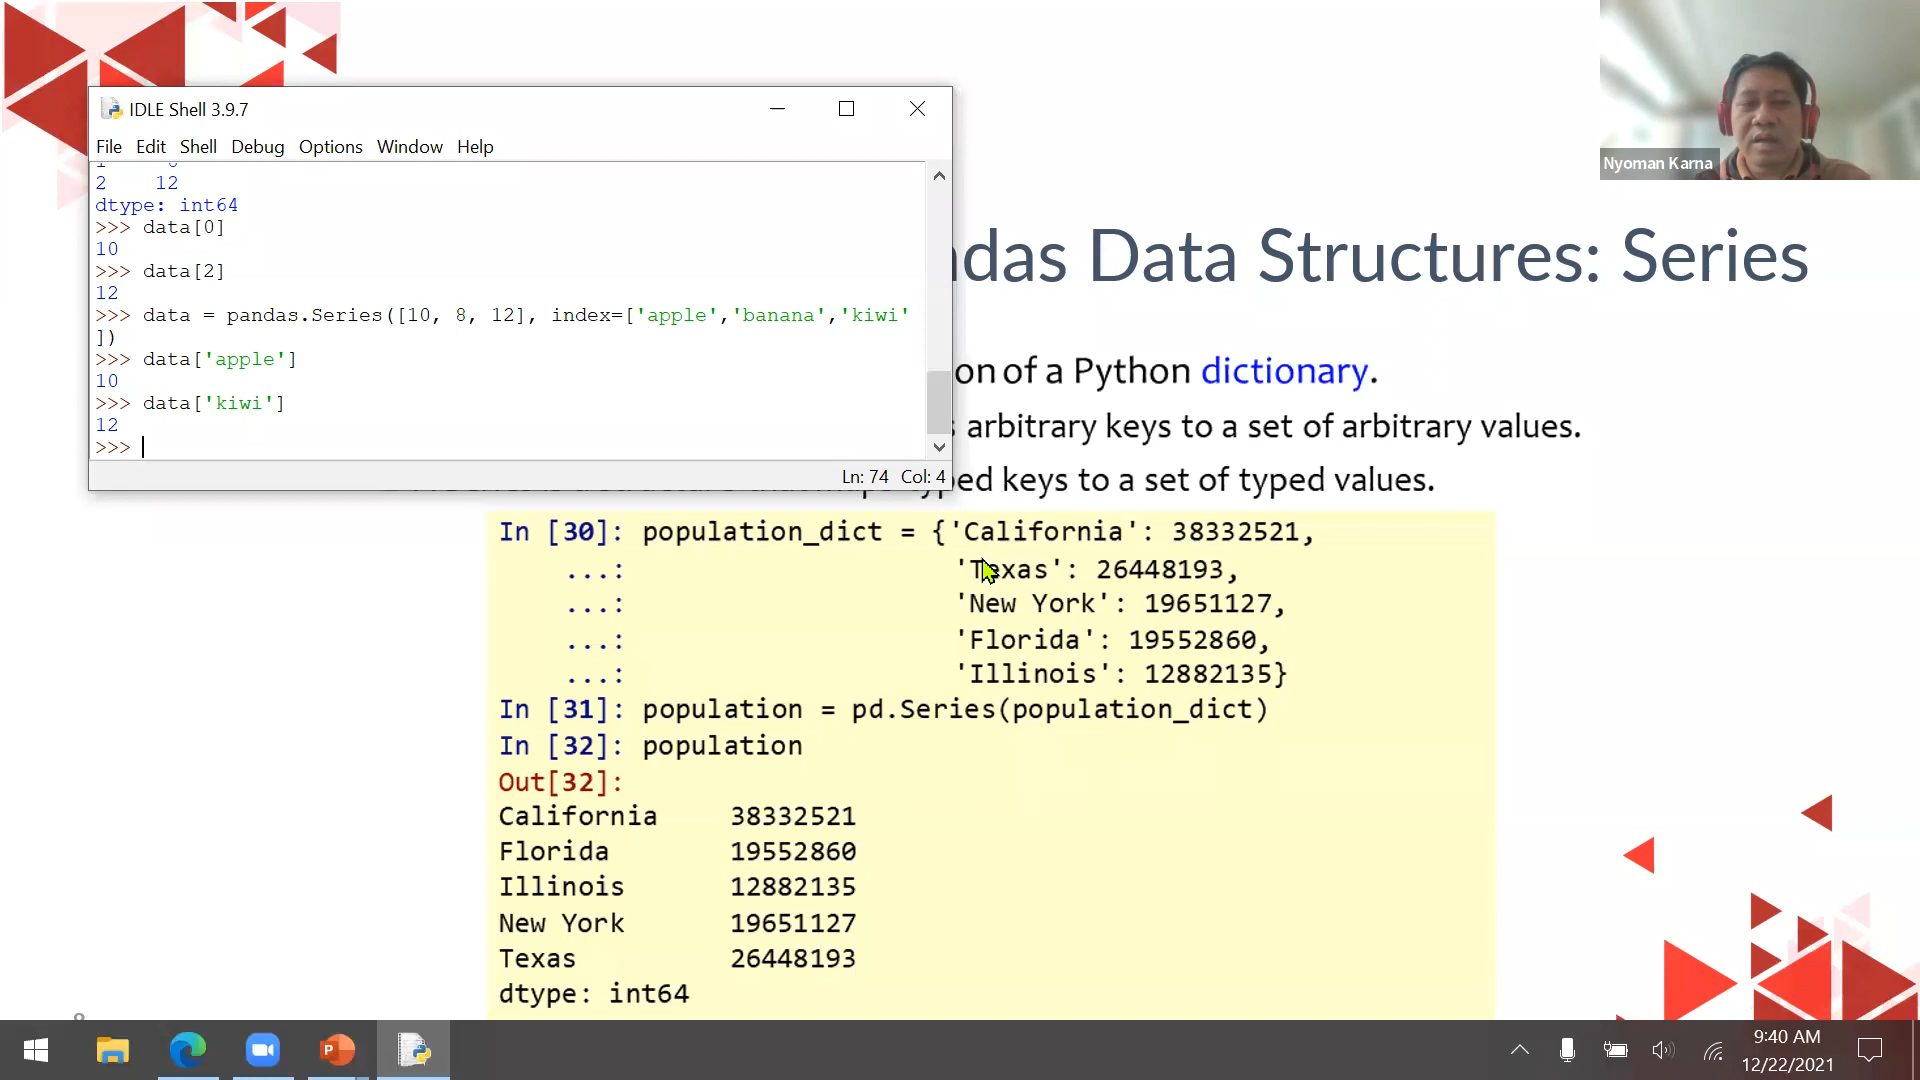 IDLE Shell 3.9.7
File Edit Shell Debug Options Window Help
2 12
dtype: int64
>>> data[0]
10
>>> data[2]
12
>>> data = pandas.Series([10, 8, 12], index=['apple','banana','kiwi'
])
>>> data['apple']
10
>>> data['kiwi']
12
>>>
Ln: 74 Col: 4
Nyoman Karna
ndas Data Structures: Series
on of a Python dictionary.
arbitrary keys to a set of arbitrary values.
ped keys to a set of typed values.
In [30]: population_dict = {'California': 38332521,
...: 'Texas': 26448193,
...: 'New York': 19651127,
...: 'Florida': 19552860,
...: 'Illinois': 12882135}
In [31]: population = pd.Series(population_dict)
In [32]: population
Out[32]:
California 38332521
Florida 19552860
Illinois 12882135
New York 19651127
Texas 26448193
dtype: int64
9:40 AM
12/22/2021